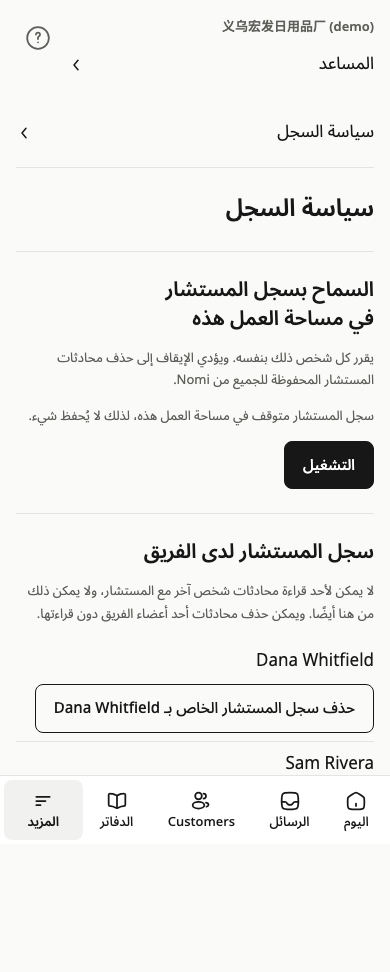 义乌宏发日用品厂 (demo)
المساعد
سياسة السجل
سياسة السجل
السماح بسجل المستشار
في مساحة العمل هذه
يقرر كل شخص ذلك بنفسه. ويؤدي الإيقاف إلى حذف محادثات
المستشار المحفوظة للجميع من Nomi.
سجل المستشار متوقف في مساحة العمل هذه، لذلك لا يُحفظ شيء.
التشغيل
سجل المستشار لدى الفريق
لا يمكن لأحد قراءة محادثات شخص آخر مع المستشار، ولا يمكن ذلك
من هنا أيضًا. ويمكن حذف محادثات أحد أعضاء الفريق دون قراءتها.
Dana Whitfield
حذف سجل المستشار الخاص بـ Dana Whitfield
Sam Rivera
اليوم
الرسائل
Customers
الدفاتر
المزيد